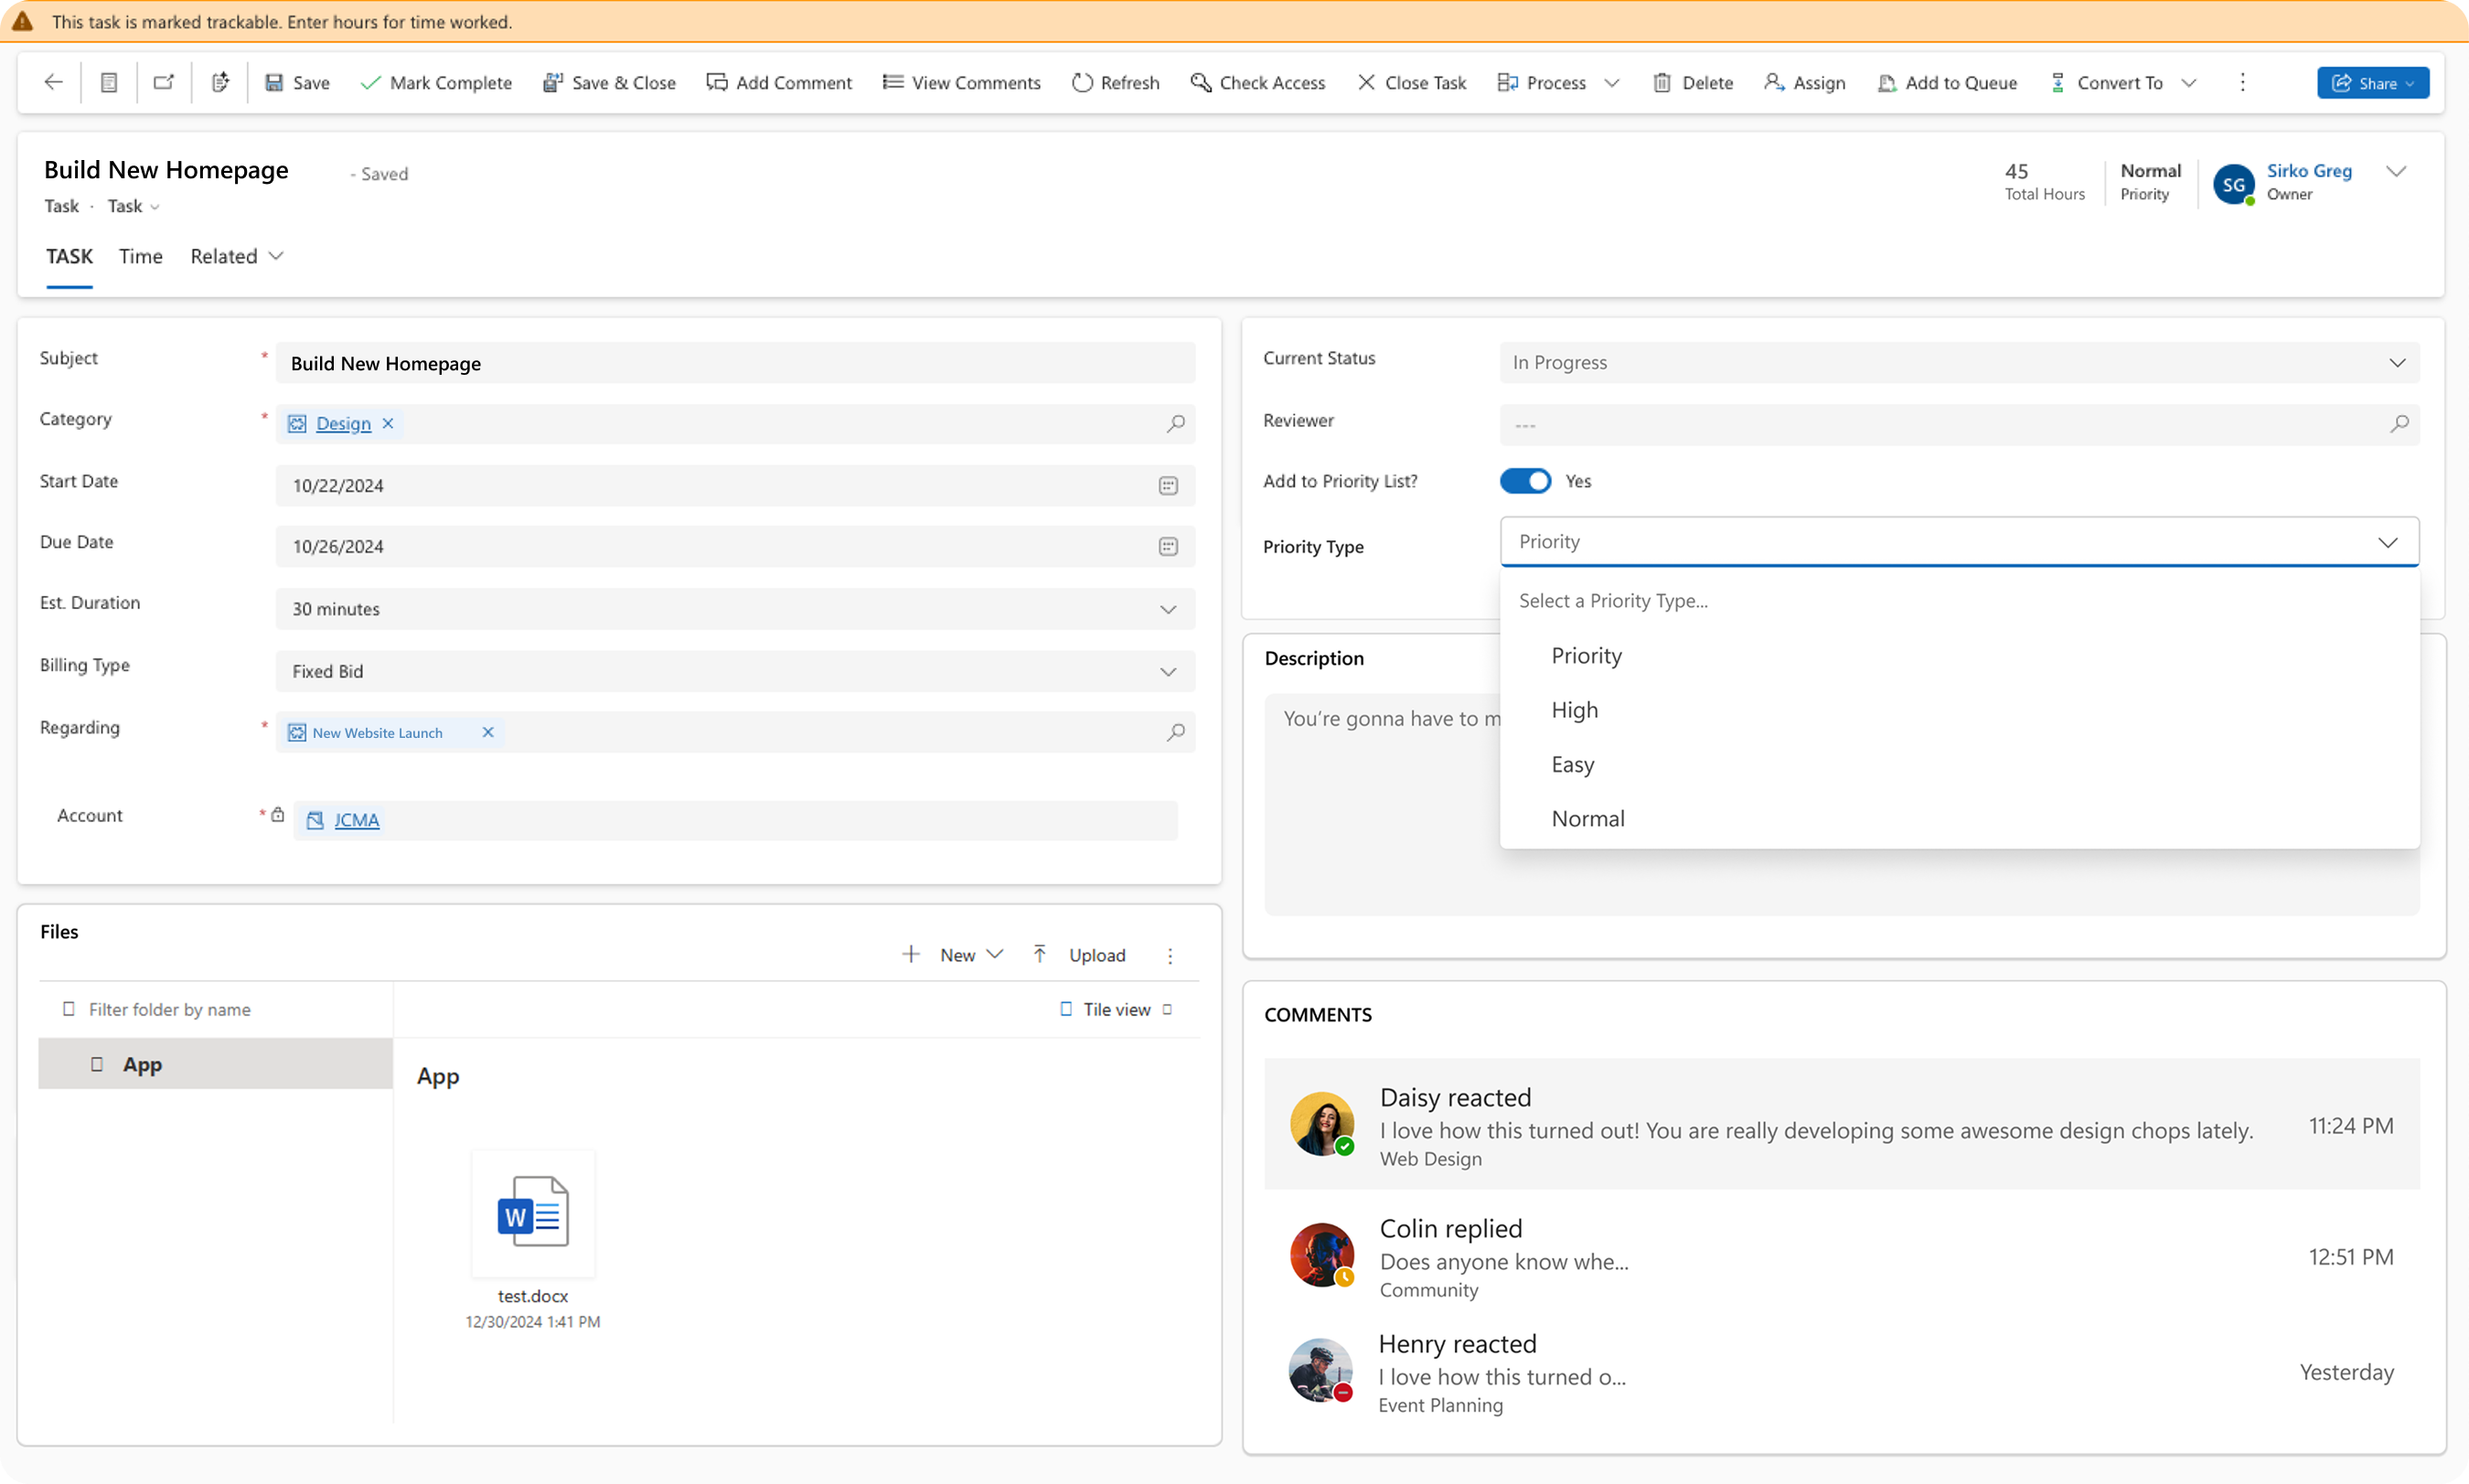 This task is marked trackable. Enter hours for time worked.
Save
Mark Complete
Save & Close
Add Comment
View Comments
Refresh
Check Access
Close Task
Process
Delete
Assign
Add to Queue
Convert To
Share
Build New Homepage
- Saved
Task · Task
45
Total Hours
Normal
Priority
SG
Sirko Greg
Owner
TASK
Time
Related
Subject *
Build New Homepage
Category *
Design
Start Date
10/22/2024
Due Date
10/26/2024
Est. Duration
30 minutes
Billing Type
Fixed Bid
Regarding *
New Website Launch
Account *
JCMA
Current Status
In Progress
Reviewer
---
Add to Priority List?
Yes
Priority Type
Priority
Select a Priority Type...
Priority
High
Easy
Normal
Description
You’re gonna have to m
Files
New
Upload
Filter folder by name
Tile view
App
App
W
test.docx
12/30/2024 1:41 PM
COMMENTS
Daisy reacted
I love how this turned out! You are really developing some awesome design chops lately.
Web Design
11:24 PM
Colin replied
Does anyone know whe...
Community
12:51 PM
Henry reacted
I love how this turned o...
Event Planning
Yesterday